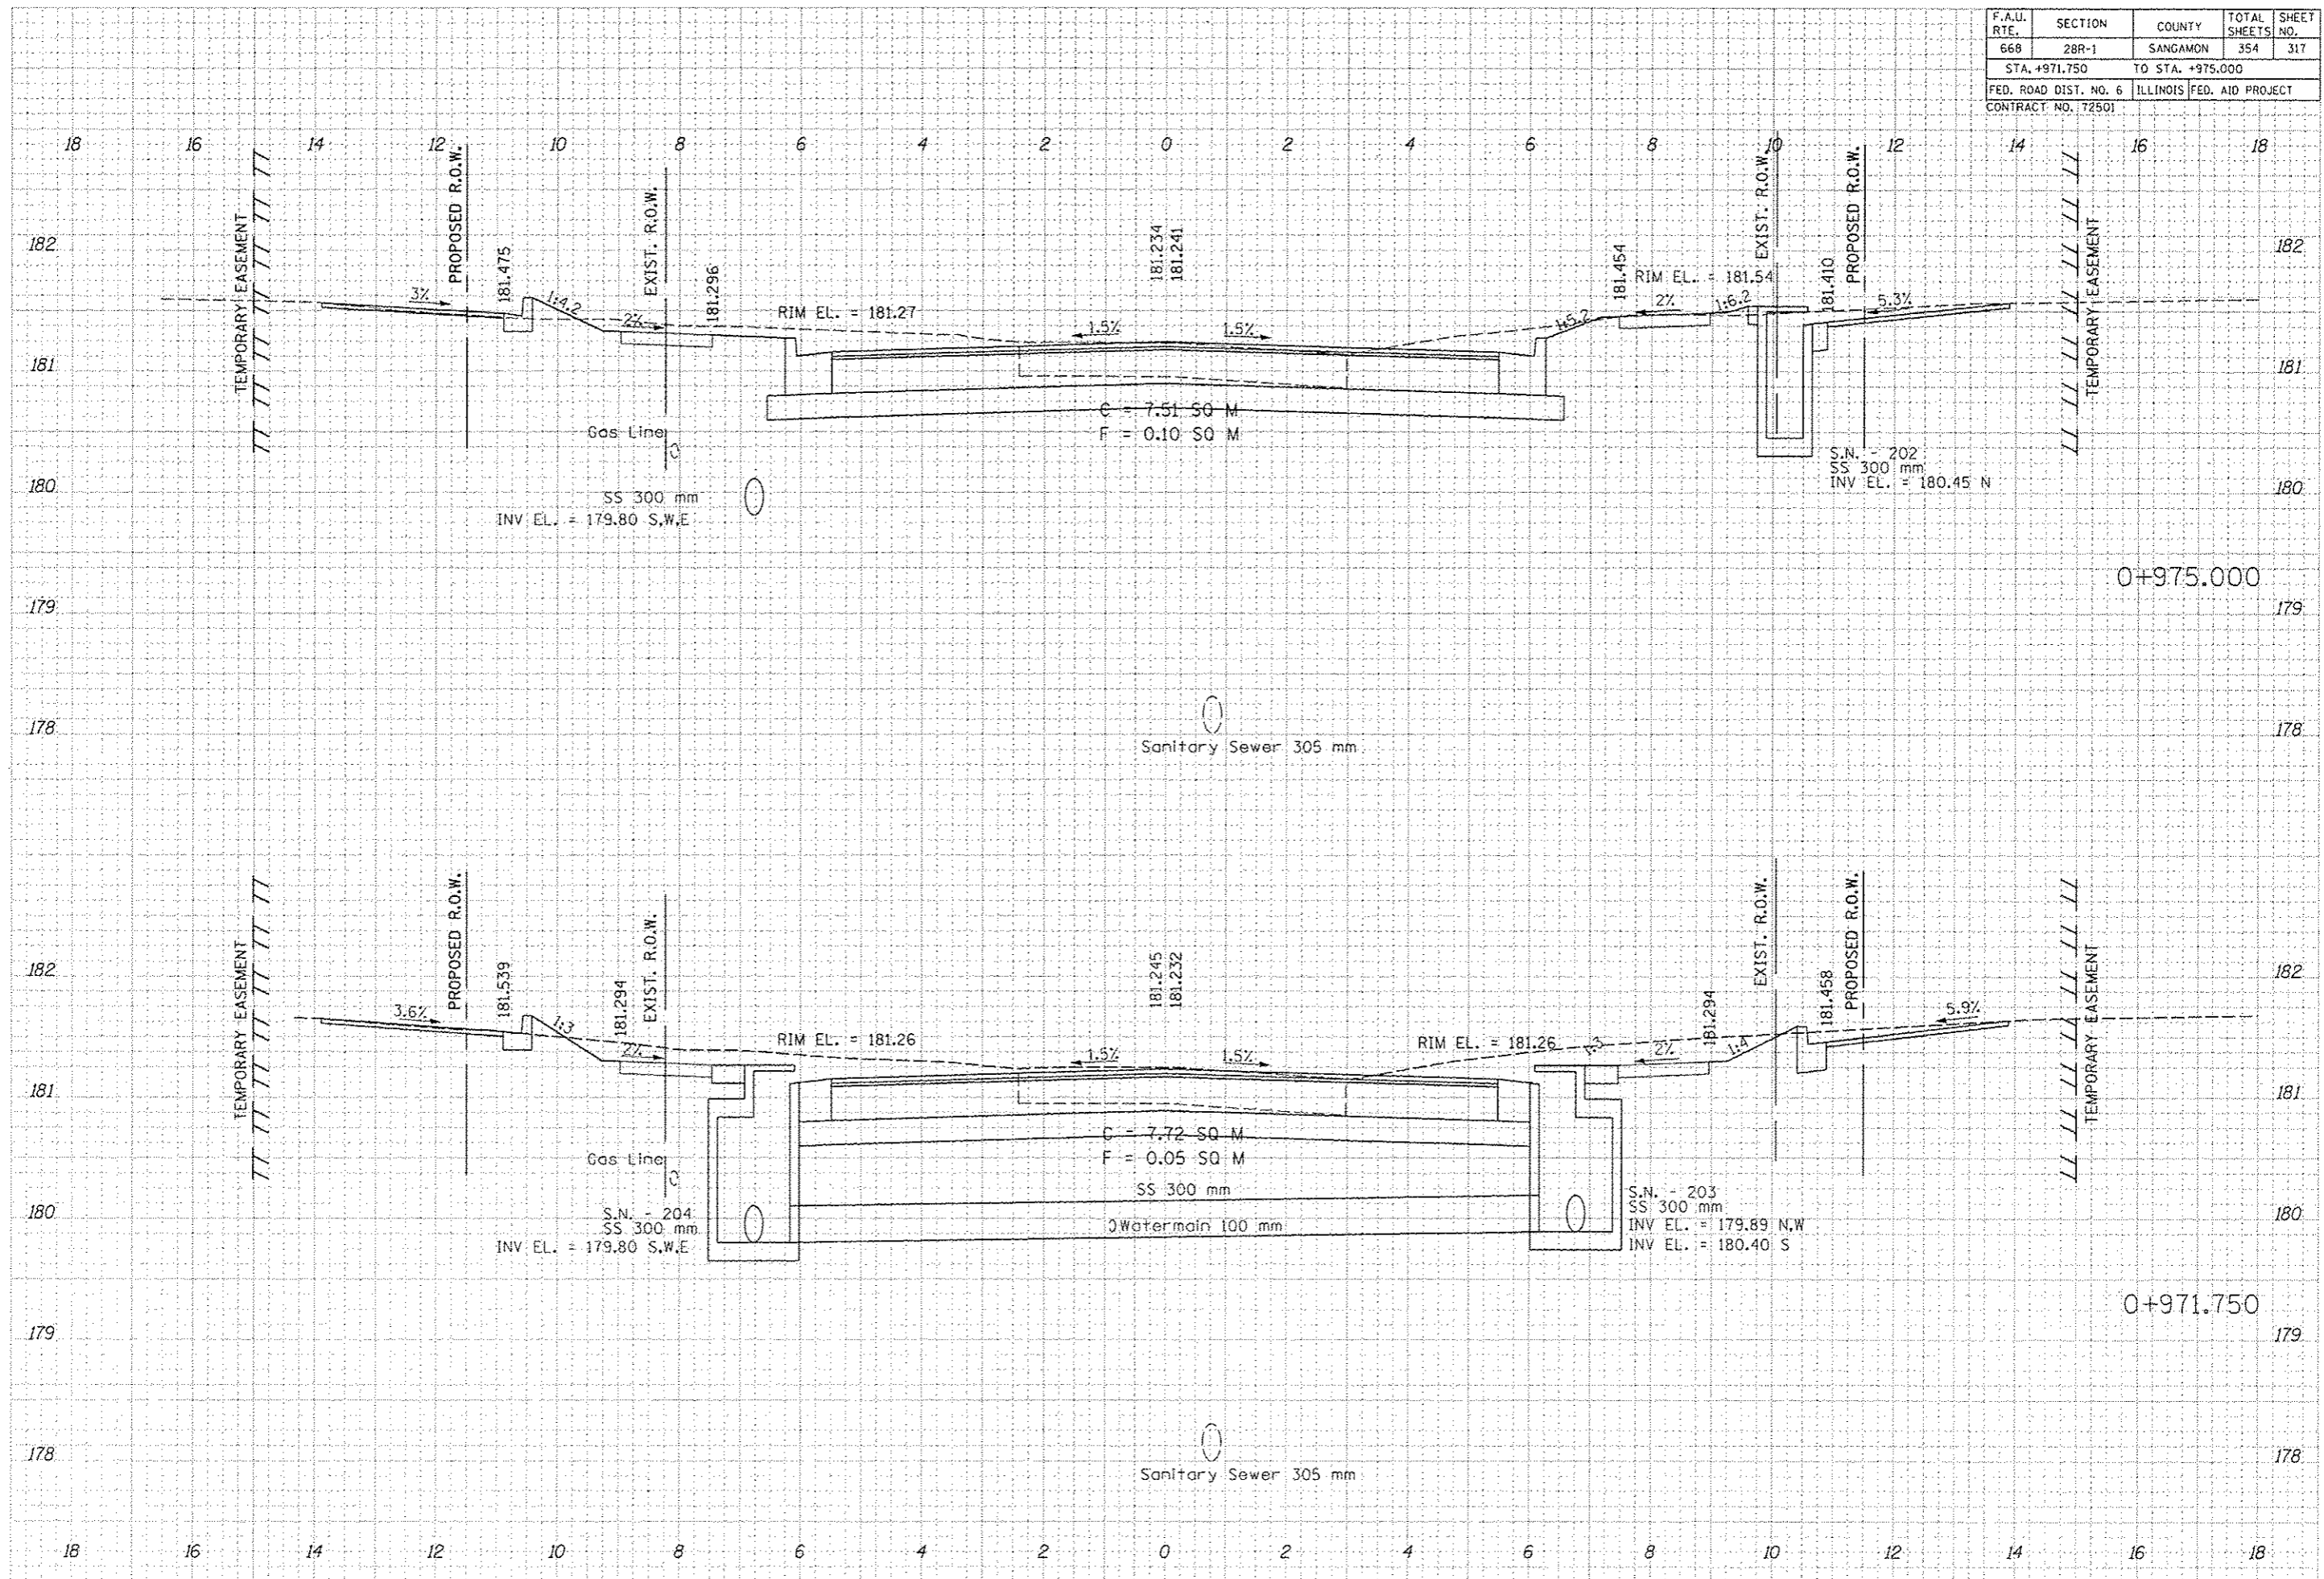 F.A.U. RTE. SECTION COUNTY TOTAL SHEETS SHEET NO.
668 28R-1 SANGAMON 354 317
STA. +971.750 TO STA. +975.000
FED. ROAD DIST. NO. 6 ILLINOIS FED. AID PROJECT
CONTRACT NO. 72501
18 16 14 12 10 8 6 4 2 0 2 4 6 8 10 12 14 16 18
TEMPORARY EASEMENT
PROPOSED R.O.W.
181.475
EXIST. R.O.W.
181.296
181.234
181.241
181.454
EXIST. R.O.W.
181.410
PROPOSED R.O.W.
TEMPORARY EASEMENT
182 182
RIM EL. = 181.54
3% 1:4.2 2% RIM EL. = 181.27 1.5% 1.5% 1:5.2 2% 1:6.2 5.3%
181 181
C = 7.51 SQ M
F = 0.10 SQ M
Gas Line
S.N. - 202
SS 300 mm
INV EL. = 180.45 N
180 180
SS 300 mm
INV EL. = 179.80 S,W,E
0+975.000
179 179
178 178
Sanitary Sewer 305 mm
TEMPORARY EASEMENT
PROPOSED R.O.W.
181.539
181.294
EXIST. R.O.W.
181.245
181.232
181.294
EXIST. R.O.W.
181.458
PROPOSED R.O.W.
TEMPORARY EASEMENT
182 182
3.6% 1:3 2% RIM EL. = 181.26 1.5% 1.5% RIM EL. = 181.26 1:3 2% 1:4 5.9%
181 181
C = 7.72 SQ M
F = 0.05 SQ M
Gas Line
SS 300 mm
S.N. - 203
SS 300 mm
INV EL. = 179.89 N,W
INV EL. = 180.40 S
180 180
S.N. - 204
SS 300 mm
INV EL. = 179.80 S,W,E
Watermain 100 mm
0+971.750
179 179
178 178
Sanitary Sewer 305 mm
18 16 14 12 10 8 6 4 2 0 2 4 6 8 10 12 14 16 18